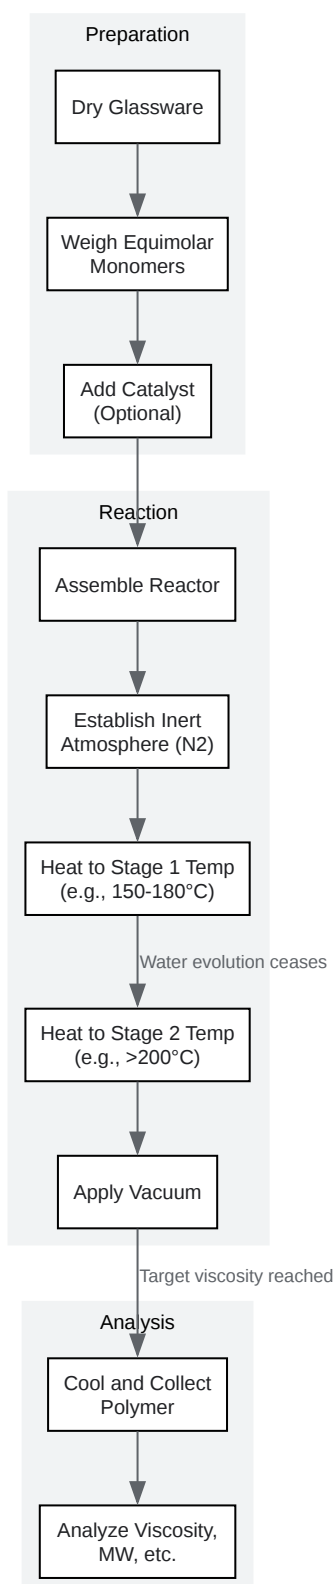 Preparation
Dry Glassware
Weigh Equimolar
Monomers
Add Catalyst
(Optional)
Reaction
Assemble Reactor
Establish Inert
Atmosphere (N2)
Heat to Stage 1 Temp
(e.g., 150-180°C)
Water evolution ceases
Heat to Stage 2 Temp
(e.g., >200°C)
Apply Vacuum
Target viscosity reached
Analysis
Cool and Collect
Polymer
Analyze Viscosity,
MW, etc.